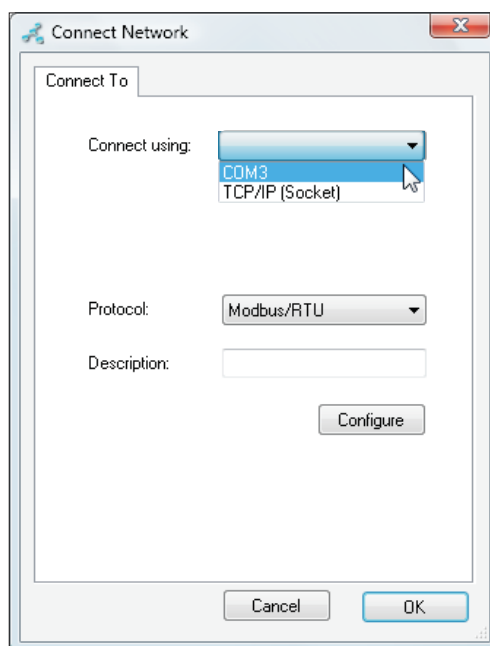 Connect Network
Connect To
Connect using:
COM3
TCP/IP (Socket)
Protocol: Modbus/RTU
Description:
Configure
Cancel OK